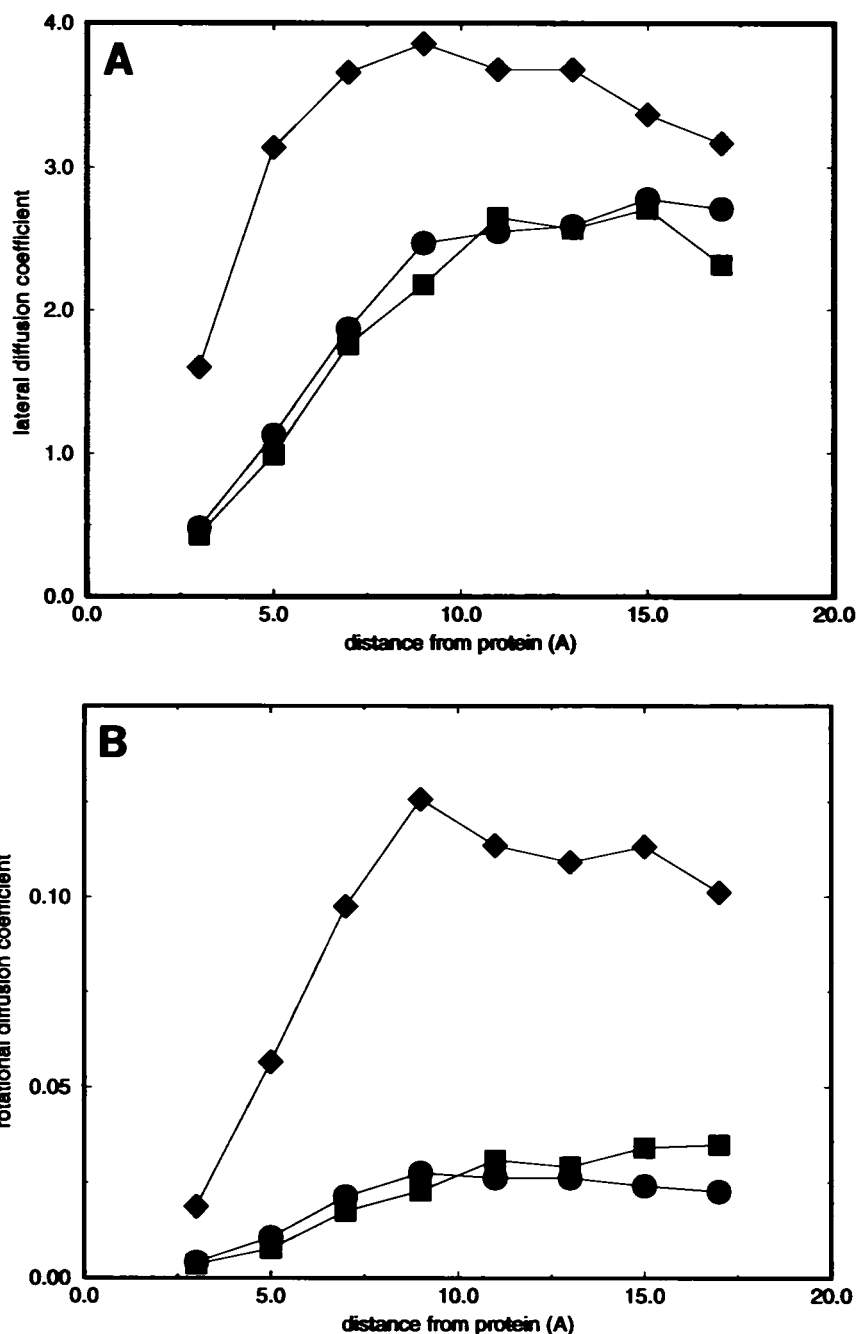 A
4.0
3.0
2.0
1.0
0.0
lateral diffusion coefficient
0.0 5.0 10.0 15.0 20.0
distance from protein (A)
B
0.10
0.05
0.00
rotational diffusion coefficient
0.0 5.0 10.0 15.0 20.0
distance from protein (A)